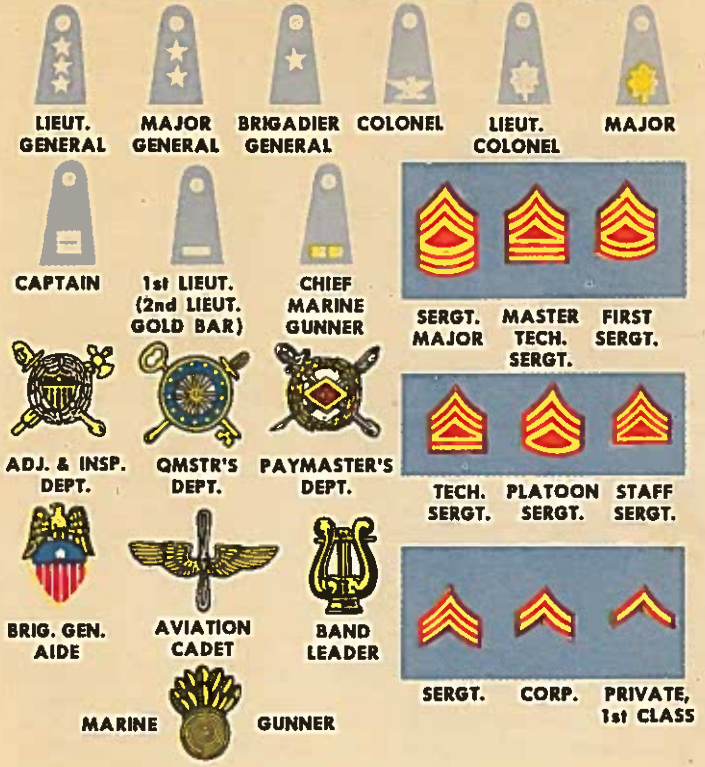 LIEUT.
GENERAL
MAJOR
GENERAL
BRIGADIER
GENERAL
COLONEL
LIEUT.
COLONEL
MAJOR
CAPTAIN
1st LIEUT.
(2nd LIEUT.
GOLD BAR)
CHIEF
MARINE
GUNNER
SERGT.
MAJOR
MASTER
TECH.
SERGT.
FIRST
SERGT.
ADJ. & INSP.
DEPT.
QMSTR'S
DEPT.
PAYMASTER'S
DEPT.
TECH.
SERGT.
PLATOON
SERGT.
STAFF
SERGT.
BRIG. GEN.
AIDE
AVIATION
CADET
BAND
LEADER
SERGT.
CORP.
PRIVATE,
1st CLASS
MARINE GUNNER